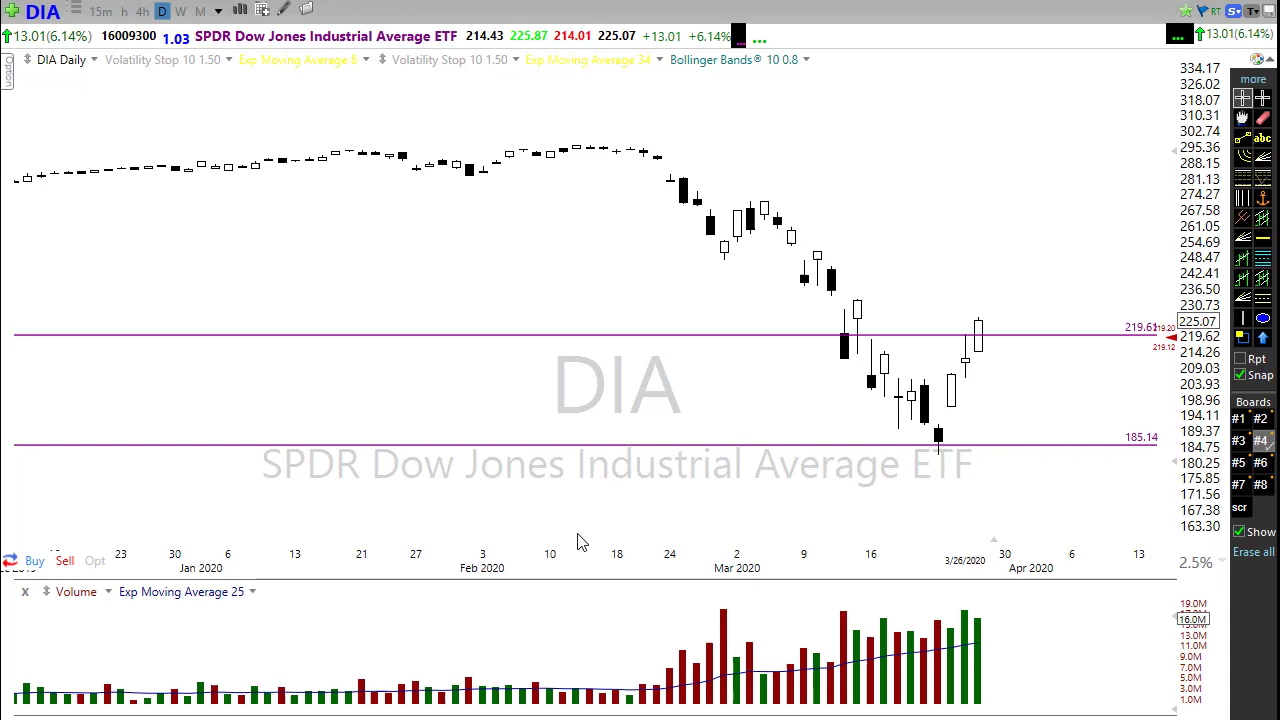 DIA 15m h 4h D W M RT S T
13.01(6.14%) 16009300 1.03 SPDR Dow Jones Industrial Average ETF 214.43 225.87 214.01 225.07 +13.01 +6.14% ... ... 13.01(6.14%)
Option
DIA Daily Volatility Stop 10 1.50 Exp Moving Average 8 Volatility Stop 10 1.50 Exp Moving Average 34 Bollinger Bands® 10 0.8
334.17
326.02
318.07
310.31
302.74
295.36
288.15
281.13
274.27
267.58
261.05
254.69
248.47
242.41
236.50
230.73
225.07
219.62
214.26
209.03
203.93
198.96
194.11
189.37
184.75
180.25
175.85
171.56
167.38
163.30
219.61
219.20
219.12
185.14
DIA
SPDR Dow Jones Industrial Average ETF
more
abc
Rpt
Snap
Boards
#1 #2
#3 #4
#5 #6
#7 #8
scr
Show
Erase all
23 30 6 13 21 27 3 10 18 24 2 9 16 3/26/2020 30 6 13
Jan 2020 Feb 2020 Mar 2020 Apr 2020
Buy Sell Opt
2.5%
X Volume Exp Moving Average 25
19.0M
16.0M
13.0M
11.0M
9.0M
7.0M
5.0M
3.0M
1.0M